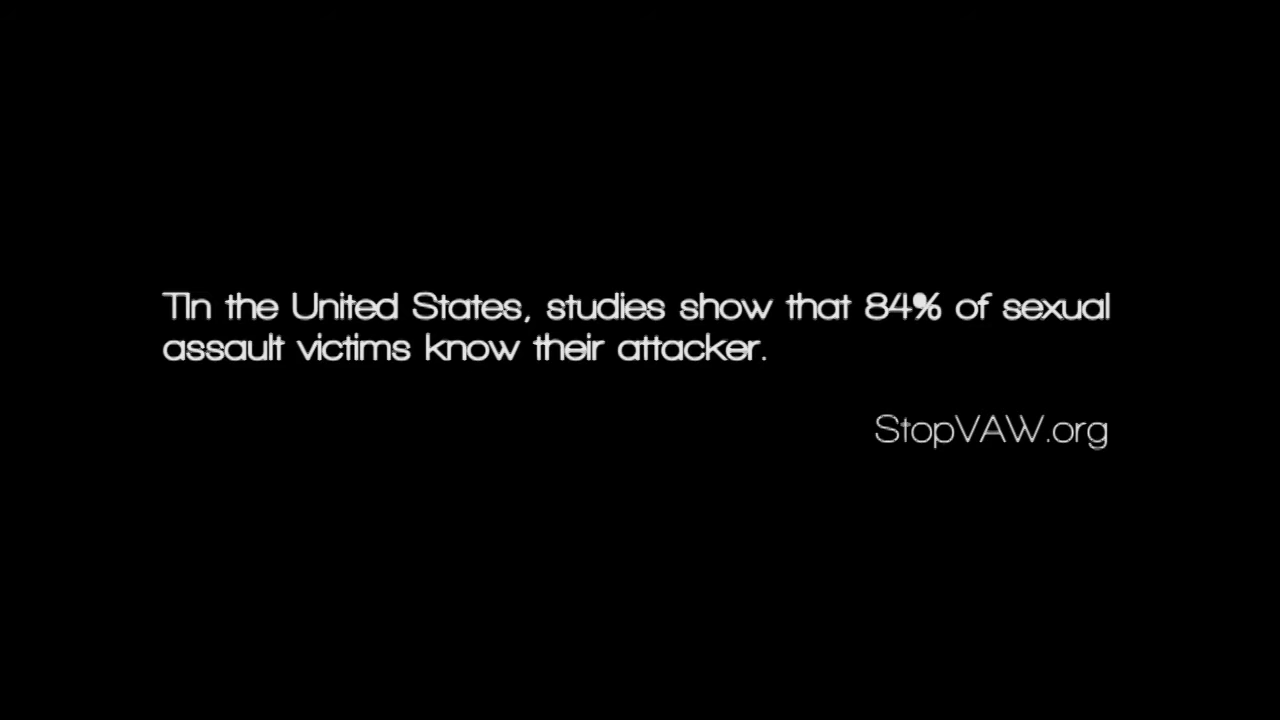 TIn the United States, studies show that 84% of sexual
assault victims know their attacker.
StopVAW.org